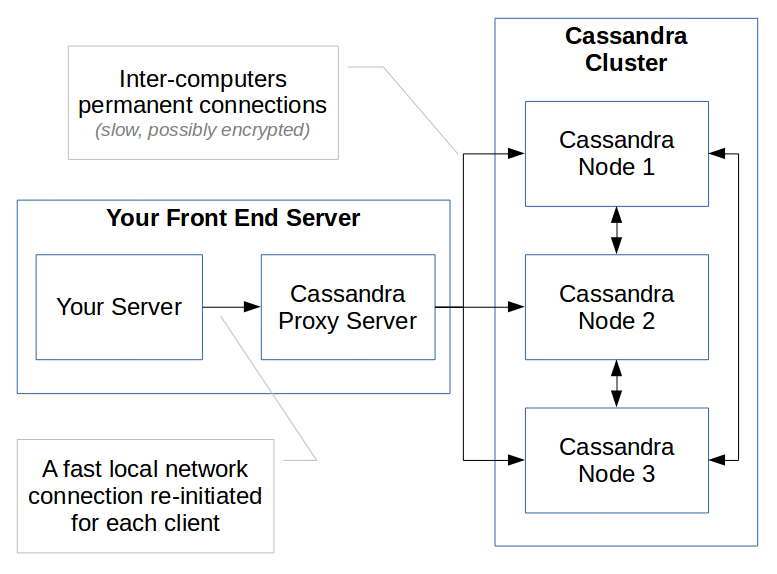 Cassandra
Cluster
Inter-computers
permanent connections
(slow, possibly encrypted)
Cassandra
Node 1
Your Front End Server
Your Server
Cassandra
Proxy Server
Cassandra
Node 2
A fast local network
connection re-initiated
for each client
Cassandra
Node 3